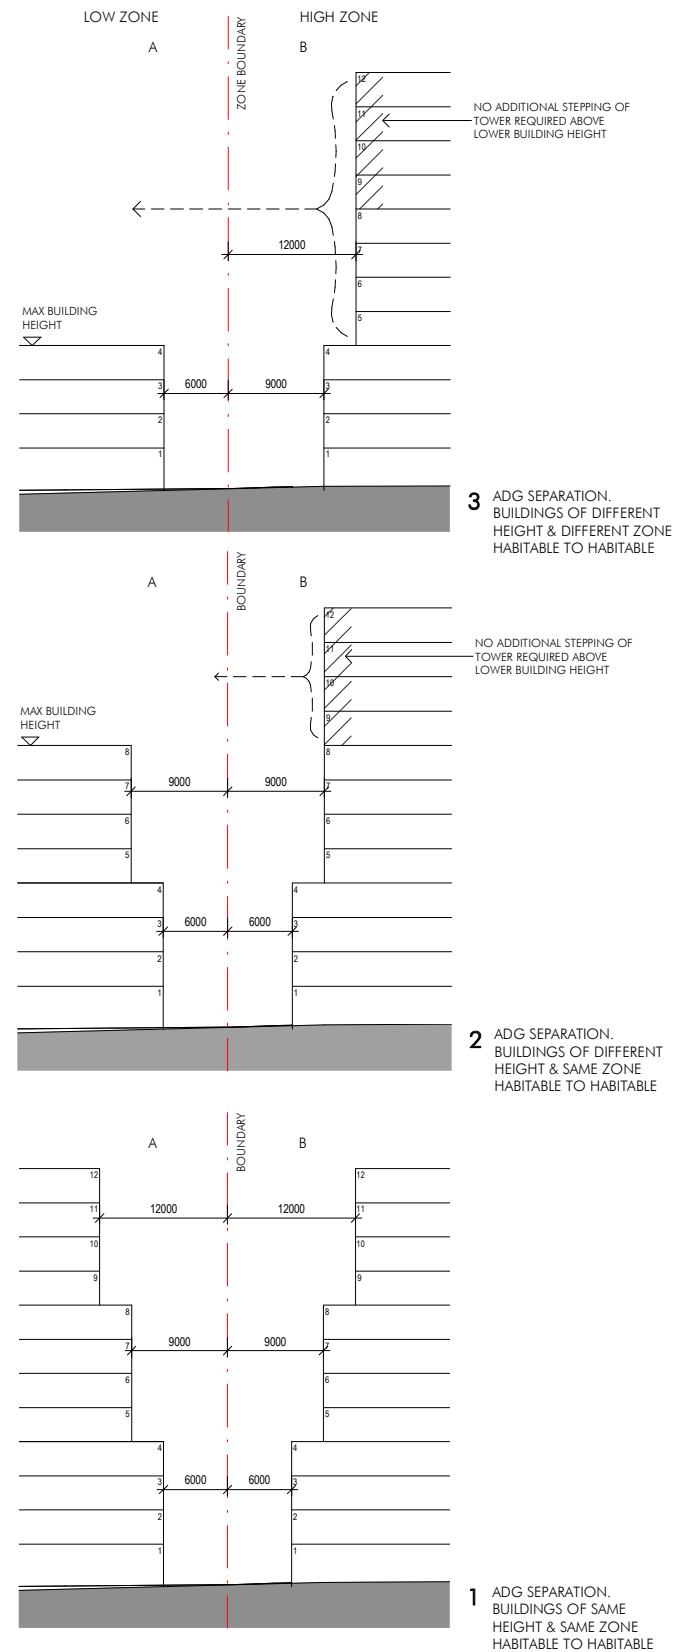 LOW ZONE
HIGH ZONE
A
B
ZONE BOUNDARY
12
11
10
9
8
7
6
5
NO ADDITIONAL STEPPING OF
TOWER REQUIRED ABOVE
LOWER BUILDING HEIGHT
12000
MAX BUILDING
HEIGHT
4
3
2
1
6000
9000
4
3
2
1
3
ADG SEPARATION.
BUILDINGS OF DIFFERENT
HEIGHT & DIFFERENT ZONE
HABITABLE TO HABITABLE
A
B
BOUNDARY
12
11
10
9
NO ADDITIONAL STEPPING OF
TOWER REQUIRED ABOVE
LOWER BUILDING HEIGHT
MAX BUILDING
HEIGHT
8
7
6
5
9000
9000
8
7
6
5
4
3
2
1
6000
6000
4
3
2
1
2
ADG SEPARATION.
BUILDINGS OF DIFFERENT
HEIGHT & SAME ZONE
HABITABLE TO HABITABLE
A
B
BOUNDARY
12
11
10
9
12000
12000
12
11
10
9
8
7
6
5
9000
9000
8
7
6
5
4
3
2
1
6000
6000
4
3
2
1
1
ADG SEPARATION.
BUILDINGS OF SAME
HEIGHT & SAME ZONE
HABITABLE TO HABITABLE